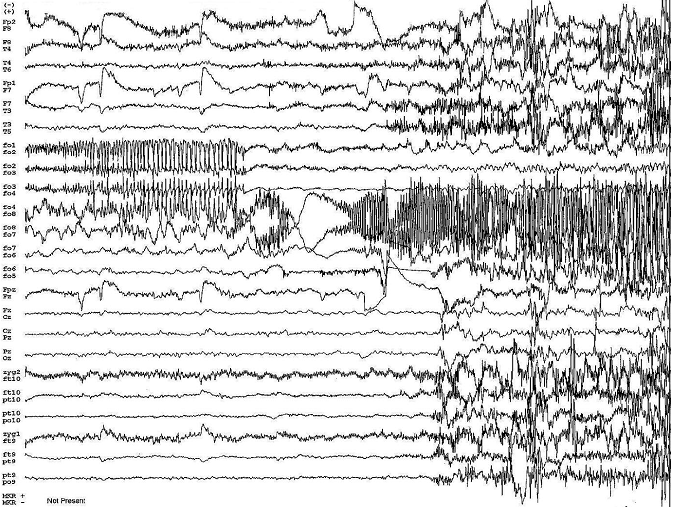 (-)
(+)
Fp2
F8
F8
T4
T4
T6
Fp1
F7
F7
T3
T3
T5
fo1
fo2
fo2
fo3
fo3
fo4
fo4
fo8
fo8
fo7
fo7
fo6
fo6
fo5
Fpz
Fz
Fz
Cz
Cz
Pz
Pz
Oz
zyg2
ft10
ft10
pt10
pt10
po10
zyg1
ft9
ft9
pt9
pt9
po9
MKR +
MKR -
Not Present